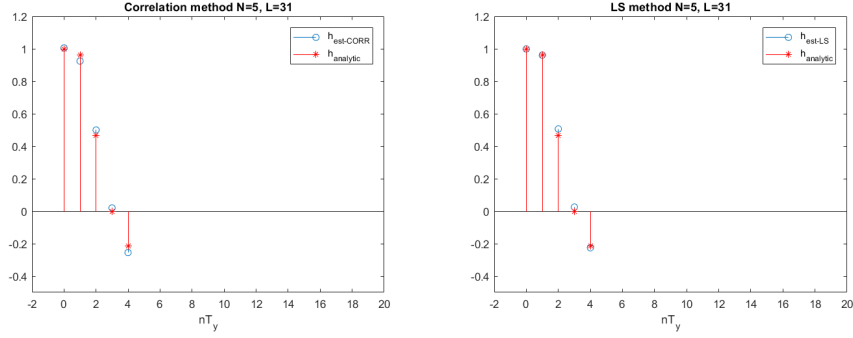 Correlation method N=5, L=31
1.2
1
0.8
0.6
0.4
0.2
0
-0.2
-0.4
-2 0 2 4 6 8 10 12 14 16 18 20
nT_y
h_est-CORR
h_analytic
LS method N=5, L=31
1.2
1
0.8
0.6
0.4
0.2
0
-0.2
-0.4
-2 0 2 4 6 8 10 12 14 16 18 20
nT_y
h_est-LS
h_analytic